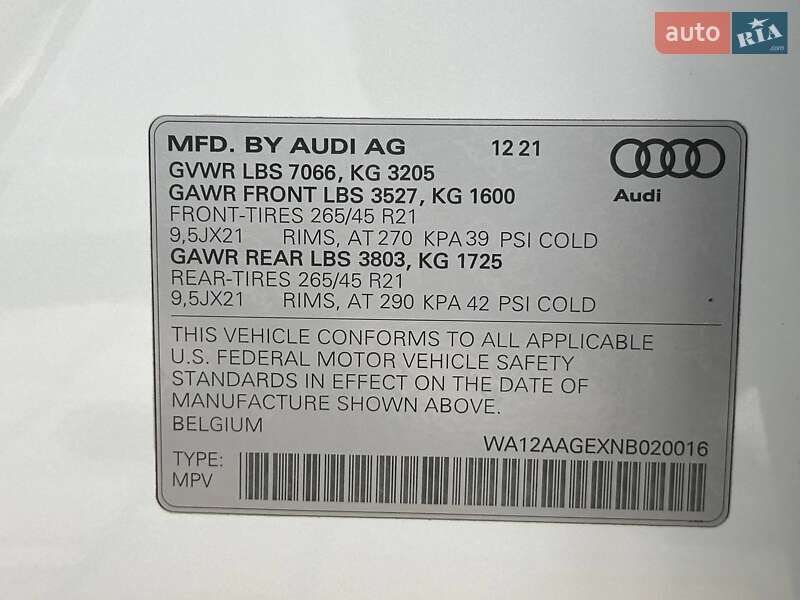 auto RIA.com
MFD. BY AUDI AG 12 21
GVWR LBS 7066, KG 3205
GAWR FRONT LBS 3527, KG 1600
Audi
FRONT-TIRES 265/45 R21
9,5JX21 RIMS, AT 270 KPA 39 PSI COLD
GAWR REAR LBS 3803, KG 1725
REAR-TIRES 265/45 R21
9,5JX21 RIMS, AT 290 KPA 42 PSI COLD
THIS VEHICLE CONFORMS TO ALL APPLICABLE
U.S. FEDERAL MOTOR VEHICLE SAFETY
STANDARDS IN EFFECT ON THE DATE OF
MANUFACTURE SHOWN ABOVE.
BELGIUM
WA12AAGEXNB020016
TYPE:
MPV